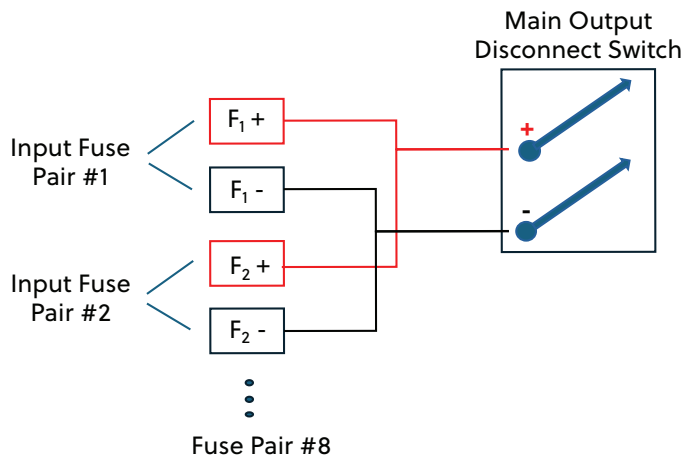 Main Output
Disconnect Switch
Input Fuse
Pair #1
F₁ +
F₁ -
+
-
Input Fuse
Pair #2
F₂ +
F₂ -
Fuse Pair #8